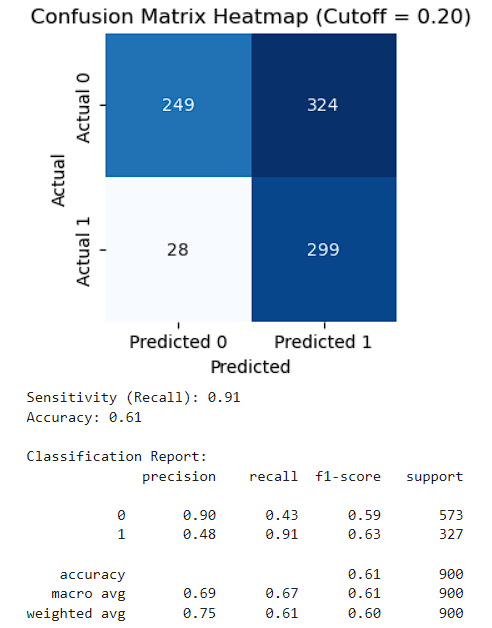 Confusion Matrix Heatmap (Cutoff = 0.20)
Actual
Actual 0
249 324
Actual 1
28 299
Predicted 0 Predicted 1
Predicted
Sensitivity (Recall): 0.91
Accuracy: 0.61
Classification Report:
precision recall f1-score support
0 0.90 0.43 0.59 573
1 0.48 0.91 0.63 327
accuracy 0.61 900
macro avg 0.69 0.67 0.61 900
weighted avg 0.75 0.61 0.60 900